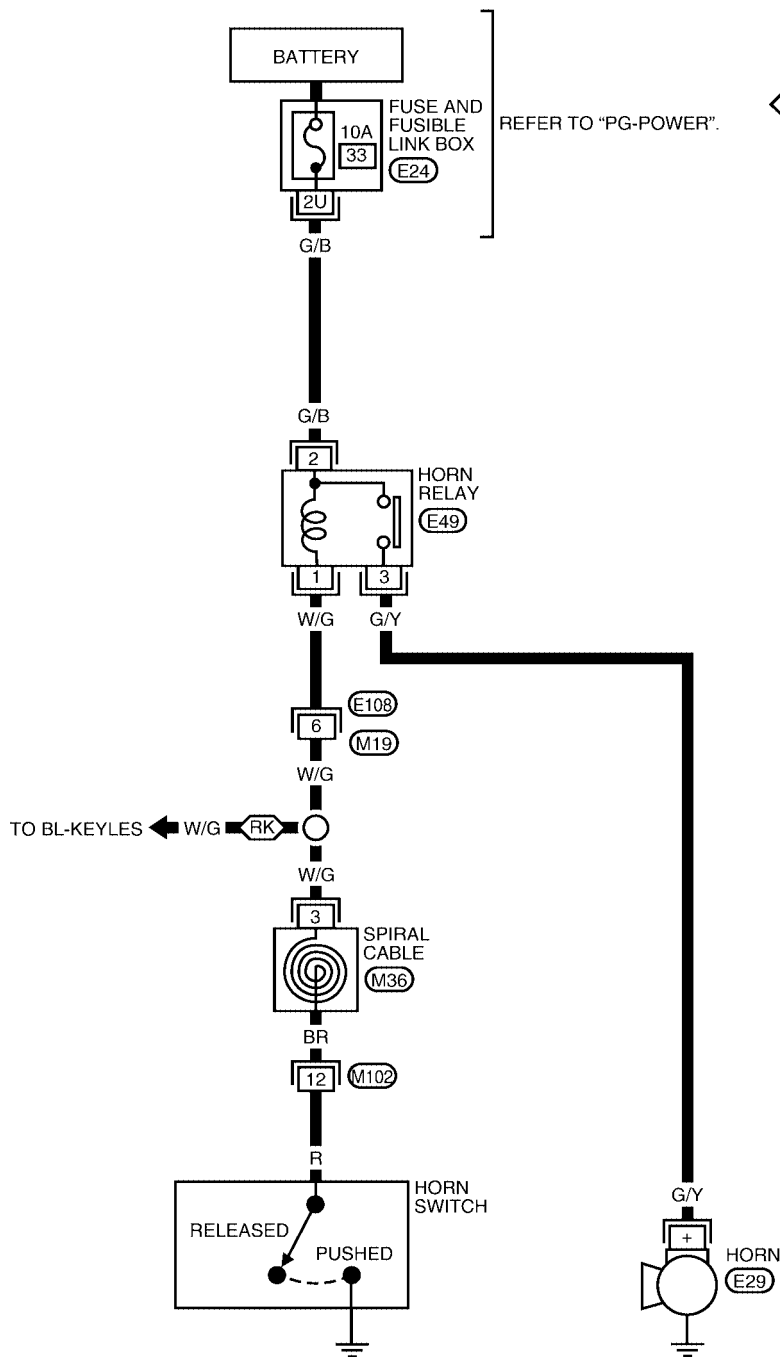 BATTERY
FUSE AND
FUSIBLE
LINK BOX
10A
33
E24
REFER TO “PG-POWER”.
2U
G/B
G/B
2
HORN
RELAY
E49
1
3
W/G
G/Y
E108
6
M19
W/G
TO BL-KEYLES
W/G
RK
W/G
3
SPIRAL
CABLE
M36
BR
12
M102
R
HORN
SWITCH
RELEASED
PUSHED
G/Y
+
HORN
E29